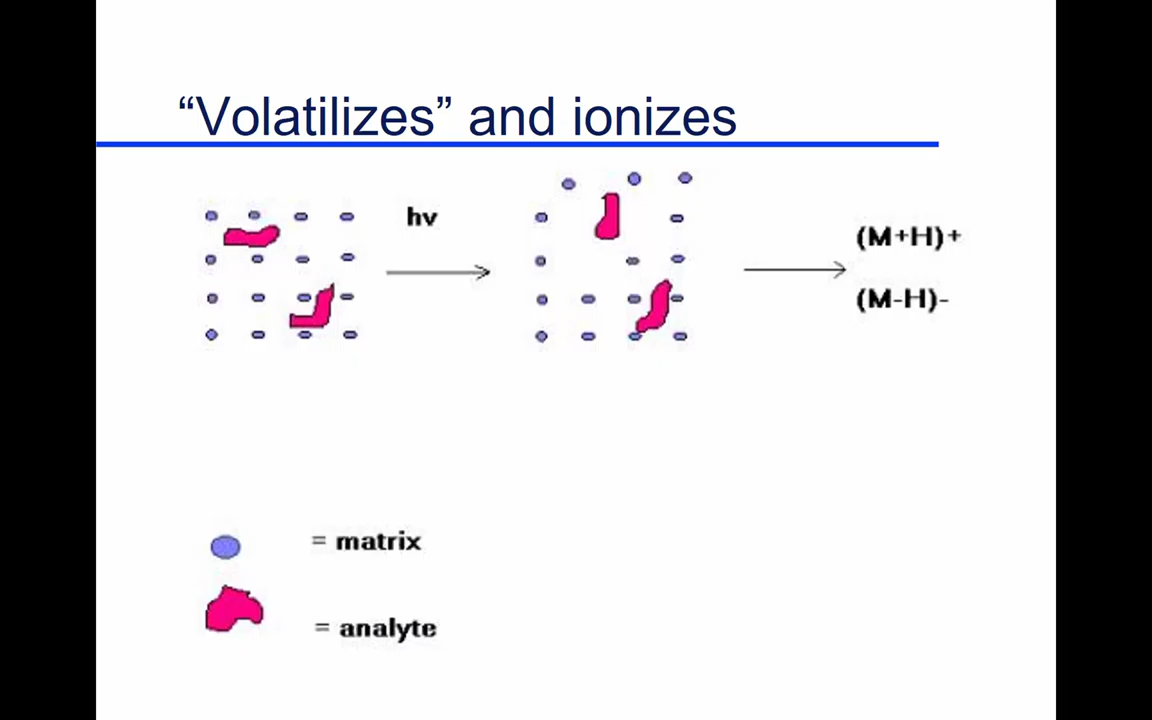 “Volatilizes” and ionizes
hv
(M+H)+
(M-H)-
= matrix
= analyte